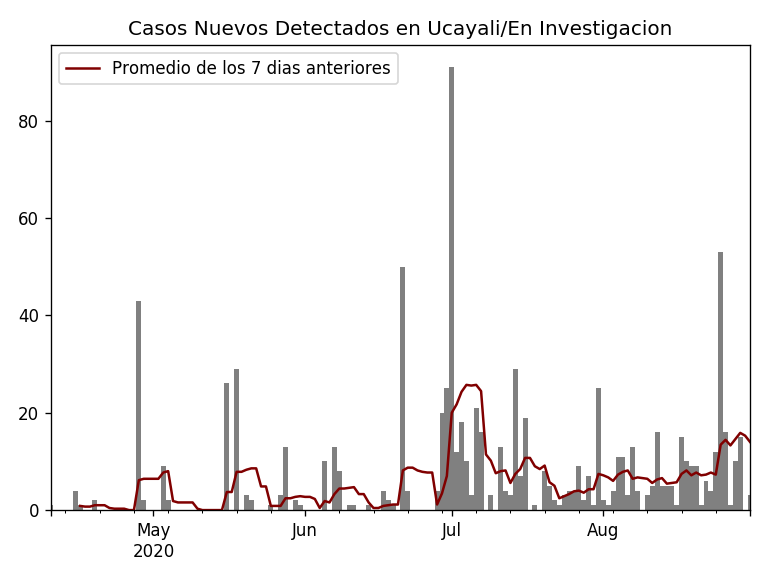 Casos Nuevos Detectados en Ucayali/En Investigacion
Promedio de los 7 dias anteriores
80
60
40
20
0
May Jun Jul Aug
2020